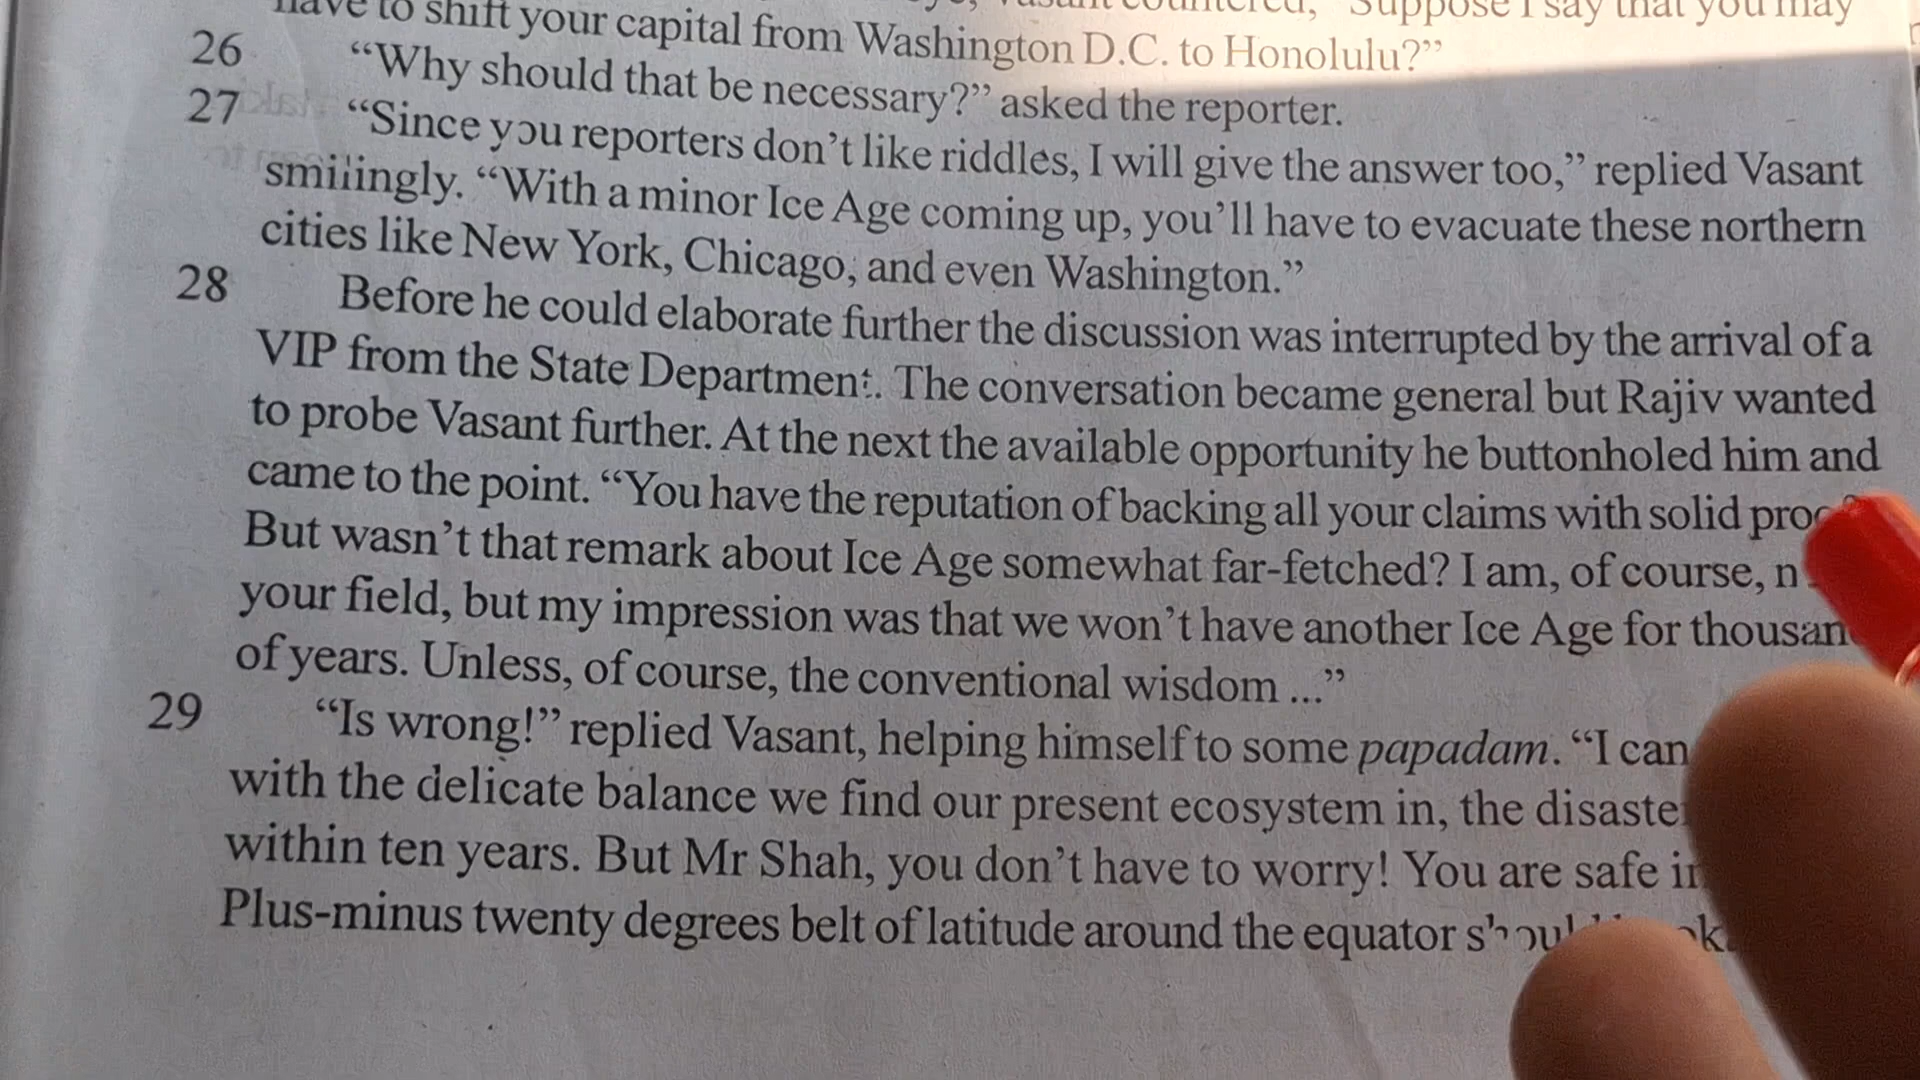 have to shift your capital from Washington D.C. to Honolulu?”
26 “Why should that be necessary?” asked the reporter.
27 “Since you reporters don’t like riddles, I will give the answer too,” replied Vasant
smilingly. “With a minor Ice Age coming up, you’ll have to evacuate these northern
cities like New York, Chicago, and even Washington.”
28 Before he could elaborate further the discussion was interrupted by the arrival of a
VIP from the State Department. The conversation became general but Rajiv wanted
to probe Vasant further. At the next the available opportunity he buttonholed him and
came to the point. “You have the reputation of backing all your claims with solid
But wasn’t that remark about Ice Age somewhat far-fetched? I am, of course,
your field, but my impression was that we won’t have another Ice Age for
of years. Unless, of course, the conventional wisdom ...”
29 “Is wrong!” replied Vasant, helping himself to some papadam. “I can
with the delicate balance we find our present ecosystem in, the
within ten years. But Mr Shah, you don’t have to worry! You are safe
Plus-minus twenty degrees belt of latitude around the equator